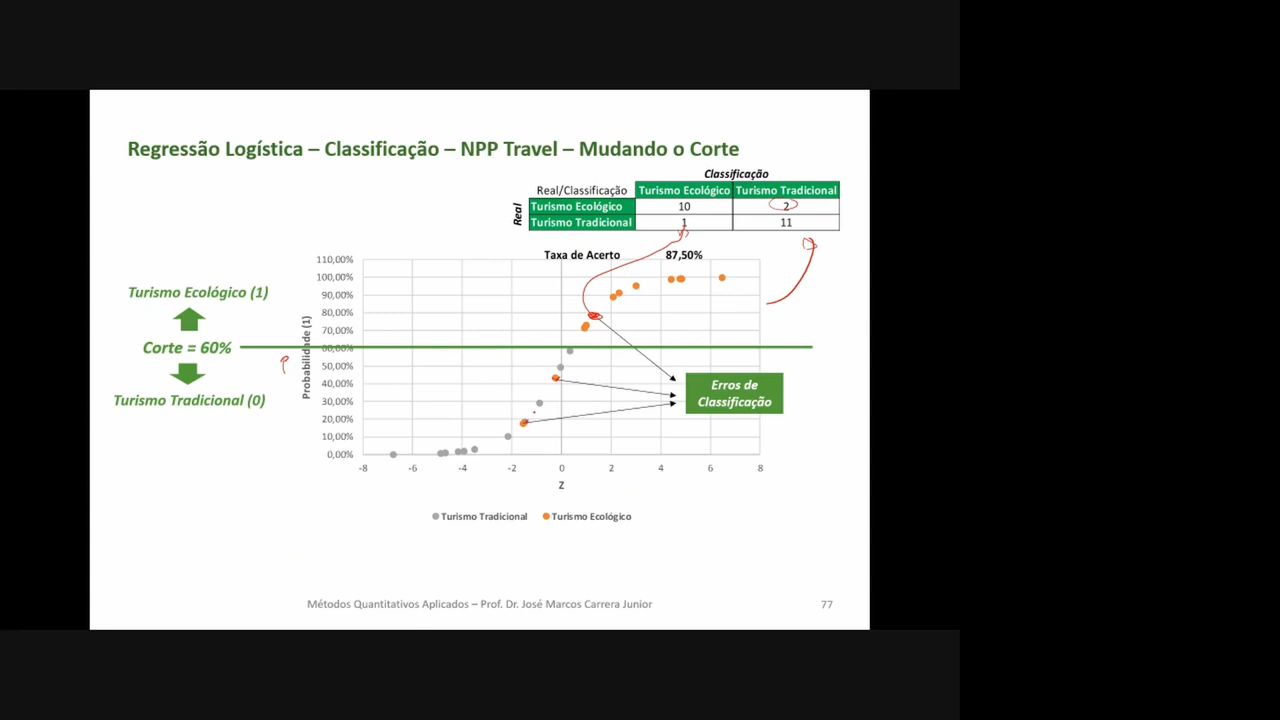 Regressão Logística – Classificação – NPP Travel – Mudando o Corte
Classificação
Real/Classificação Turismo Ecológico Turismo Tradicional
Real
Turismo Ecológico 10 2
Turismo Tradicional 1 11
Taxa de Acerto 87,50%
Turismo Ecológico (1)
Corte = 60%
Turismo Tradicional (0)
Probabilidade (1)
110,00%
100,00%
90,00%
80,00%
70,00%
60,00%
50,00%
40,00%
30,00%
20,00%
10,00%
0,00%
-8 -6 -4 -2 0 2 4 6 8
Z
Erros de
Classificação
Turismo Tradicional Turismo Ecológico
Métodos Quantitativos Aplicados – Prof. Dr. José Marcos Carrera Junior
77